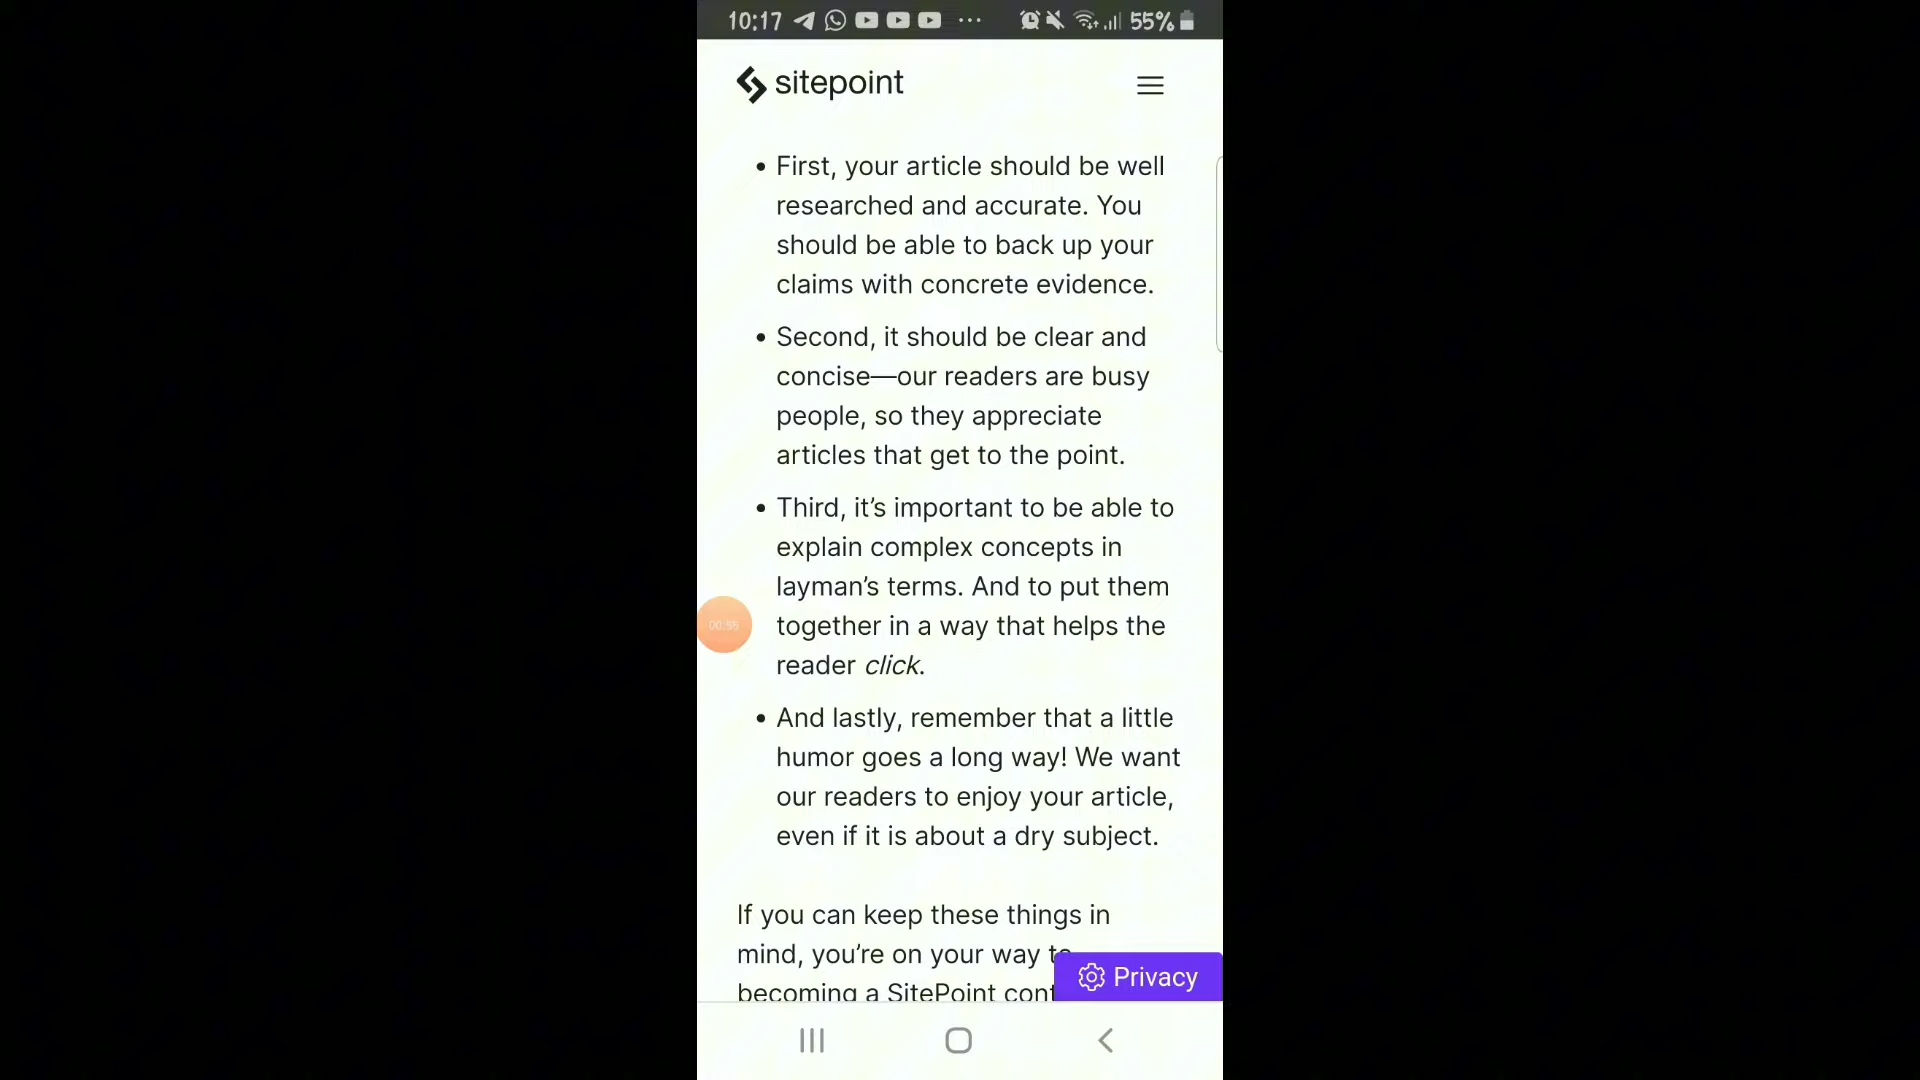 10:17 55%
sitepoint
• First, your article should be well
researched and accurate. You
should be able to back up your
claims with concrete evidence.
• Second, it should be clear and
concise—our readers are busy
people, so they appreciate
articles that get to the point.
• Third, it’s important to be able to
explain complex concepts in
layman’s terms. And to put them
together in a way that helps the
00:55
reader click.
• And lastly, remember that a little
humor goes a long way! We want
our readers to enjoy your article,
even if it is about a dry subject.
If you can keep these things in
mind, you’re on your way
becoming a SitePoint
Privacy